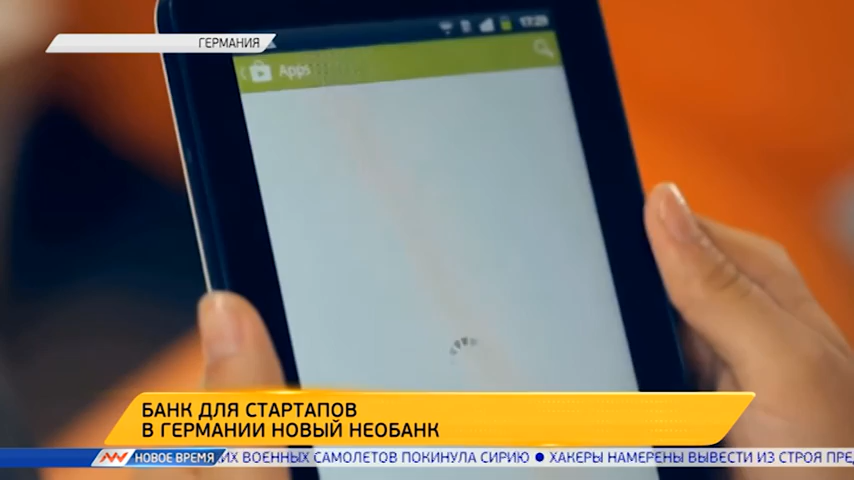 ГЕРМАНИЯ
17:29
Apps
БАНК ДЛЯ СТАРТАПОВ
В ГЕРМАНИИ НОВЫЙ НЕОБАНК
НОВОЕ ВРЕМЯ ИХ ВОЕННЫХ САМОЛЕТОВ ПОКИНУЛА СИРИЮ ● ХАКЕРЫ НАМЕРЕНЫ ВЫВЕСТИ ИЗ СТРОЯ ПРЕД